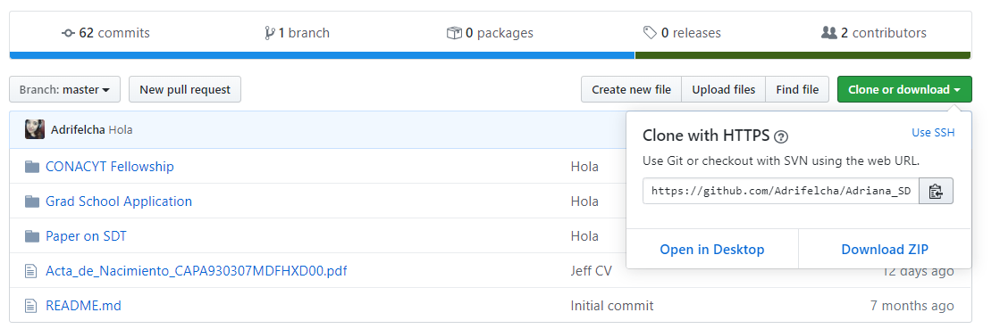 62 commits 1 branch 0 packages 0 releases 2 contributors
Branch: master New pull request Create new file Upload files Find file Clone or download
Adrifelcha Hola
CONACYT Fellowship Hola
Grad School Application Hola
Paper on SDT Hola
Acta_de_Nacimiento_CAPA930307MDFHXD00.pdf Jeff CV 12 days ago
README.md Initial commit 7 months ago
Clone with HTTPS ? Use SSH
Use Git or checkout with SVN using the web URL.
https://github.com/Adrifelcha/Adriana_SD
Open in Desktop Download ZIP